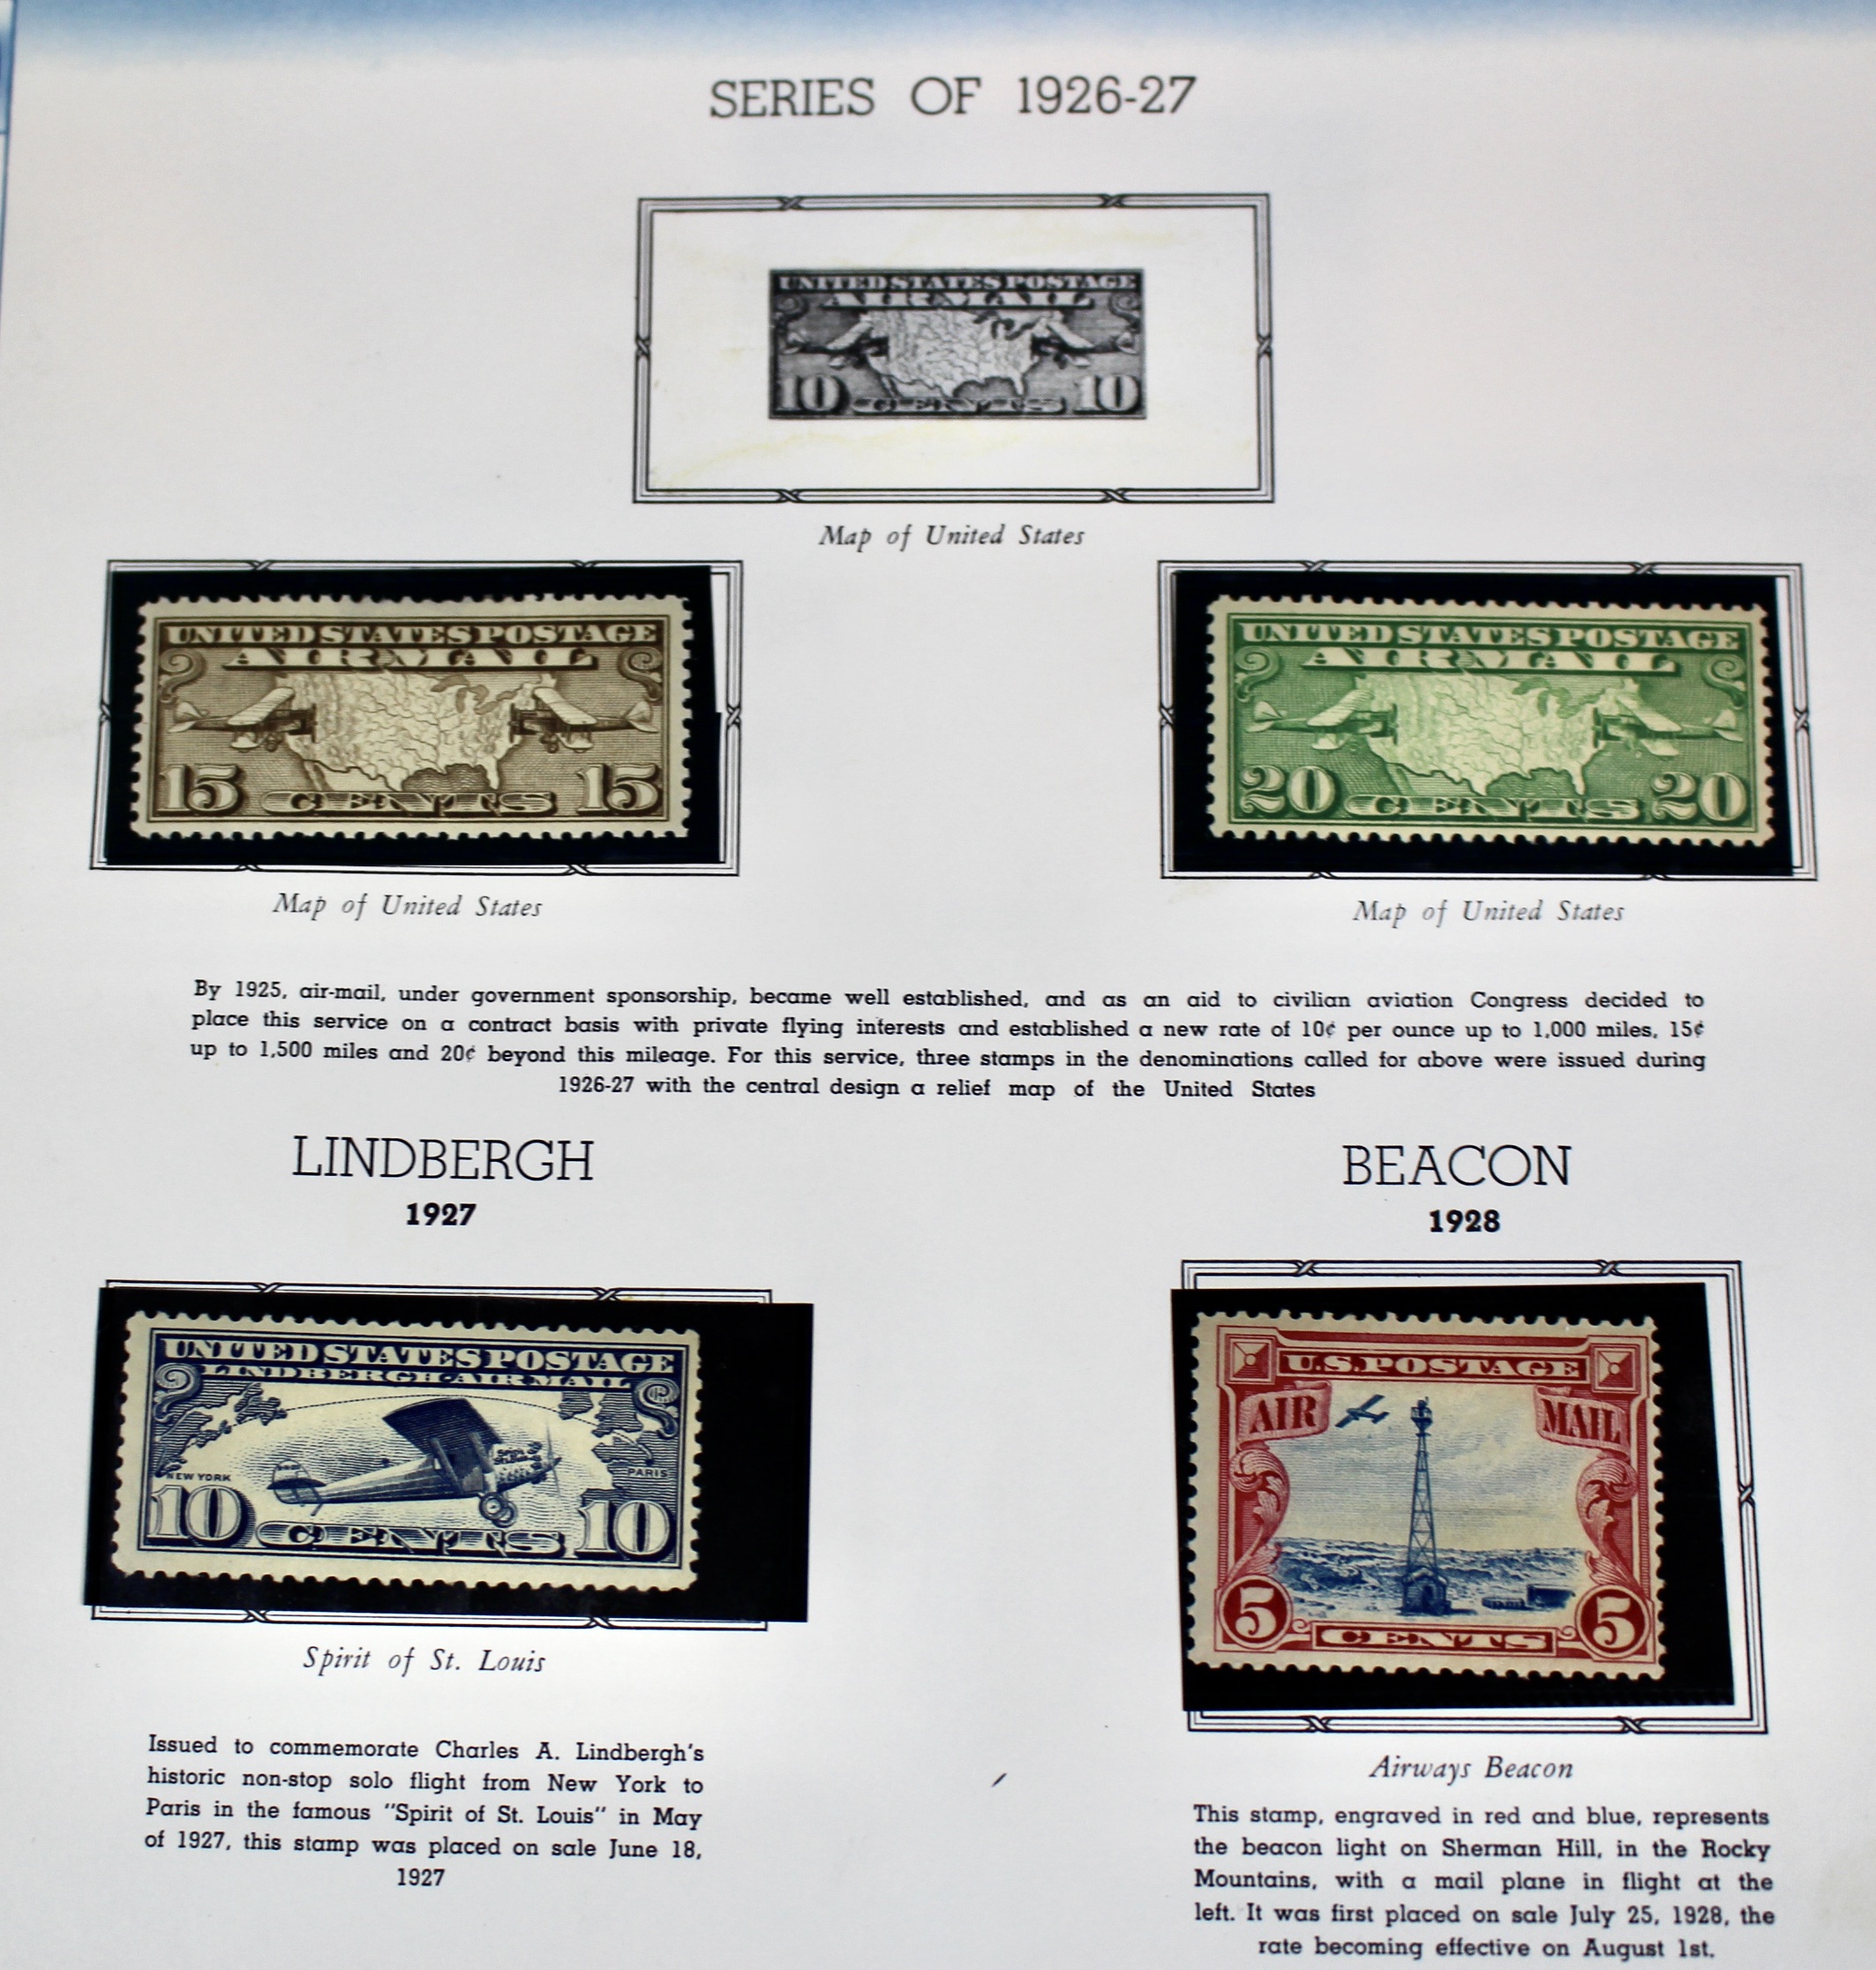 SERIES OF 1926-27
UNITED STATES POSTAGE
AIR MAIL
10 CENTS 10
Map of United States
UNITED STATES POSTAGE
AIR MAIL
15 CENTS 15
Map of United States
UNITED STATES POSTAGE
AIR MAIL
20 CENTS 20
Map of United States
By 1925, air-mail, under government sponsorship, became well established, and as an aid to civilian aviation Congress decided to
place this service on a contract basis with private flying interests and established a new rate of 10¢ per ounce up to 1,000 miles, 15¢
up to 1,500 miles and 20¢ beyond this mileage. For this service, three stamps in the denominations called for above were issued during
1926-27 with the central design a relief map of the United States
LINDBERGH
1927
UNITED STATES POSTAGE
LINDBERGH AIR MAIL
NEW YORK
PARIS
10 CENTS 10
Spirit of St. Louis
Issued to commemorate Charles A. Lindbergh's
historic non-stop solo flight from New York to
Paris in the famous "Spirit of St. Louis" in May
of 1927, this stamp was placed on sale June 18,
1927
BEACON
1928
U.S. POSTAGE
AIR MAIL
5 CENTS 5
Airways Beacon
This stamp, engraved in red and blue, represents
the beacon light on Sherman Hill, in the Rocky
Mountains, with a mail plane in flight at the
left. It was first placed on sale July 25, 1928, the
rate becoming effective on August 1st.